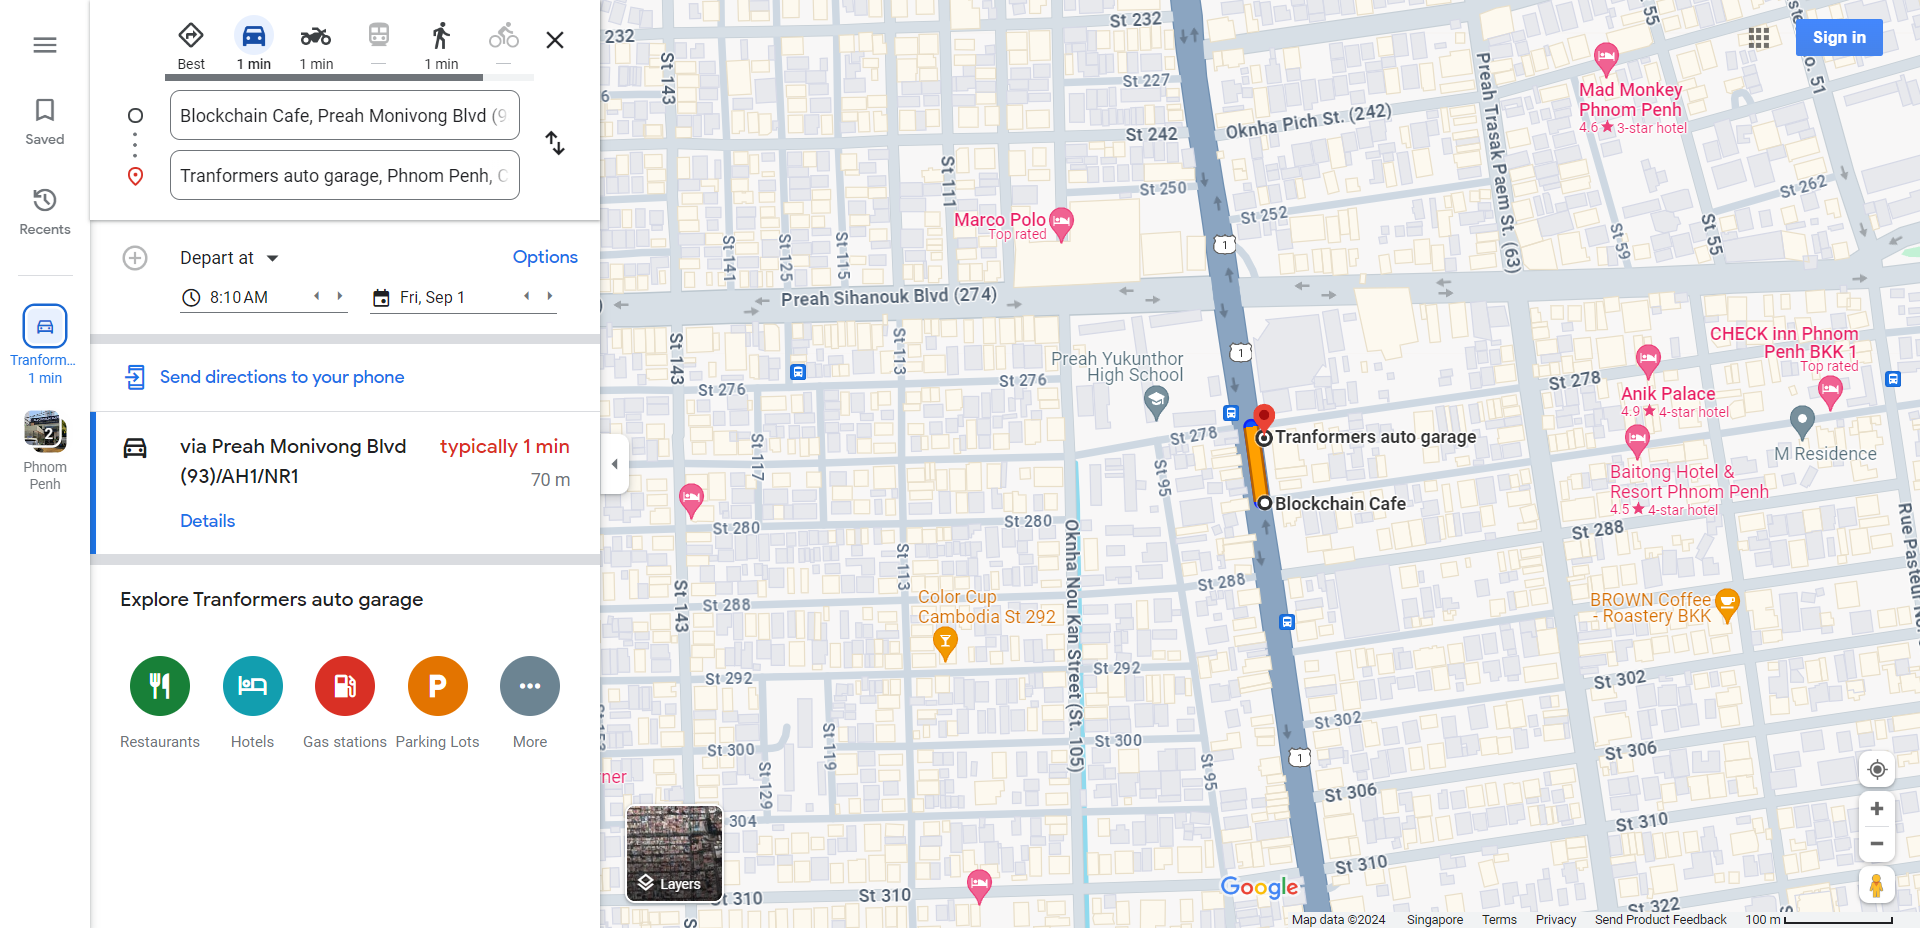 Best
1 min
1 min
—
1 min
—
Saved
Recents
Tranform...
1 min
2
Phnom
Penh
Blockchain Cafe, Preah Monivong Blvd (9
Tranformers auto garage, Phnom Penh, C
Depart at
Options
8:10 AM
Fri, Sep 1
Send directions to your phone
via Preah Monivong Blvd
(93)/AH1/NR1
typically 1 min
70 m
Details
Explore Tranformers auto garage
Restaurants
Hotels
Gas stations
P
Parking Lots
More
Layers
Sign in
232
St 232
St 143
St 227
6
St 242
Oknha Pich St. (242)
Preah Trasak Paem St. (63)
55
o. 51
Mad Monkey
Phnom Penh
4.6★ 3-star hotel
St 111
St 250
St 252
St 262
St 59
St 55
Marco Polo
Top rated
St 141
St 125
St 115
1
Preah Sihanouk Blvd (274)
St 143
St 113
1
Preah Yukunthor
High School
St 276
St 276
St 278
St 278
CHECK inn Phnom
Penh BKK 1
Top rated
Anik Palace
4.9★ 4-star hotel
M Residence
Baitong Hotel &
Resort Phnom Penh
4.5★ 4-star hotel
Tranformers auto garage
Blockchain Cafe
St 117
St 95
St 280
St 280
St 288
Oknha Nou Kan Street (St. 105)
St 113
St 143
St 288
St 288
Color Cup
Cambodia St 292
BROWN Coffee
- Roastery BKK
Rue Pasteur No
St 292
St 292
St 302
St 302
St 300
St 300
St 119
St 129
St 95
1
St 306
St 306
ner
304
St 310
St 310
St 310
St 310
St 322
Google
Map data ©2024
Singapore
Terms
Privacy
Send Product Feedback
100 m